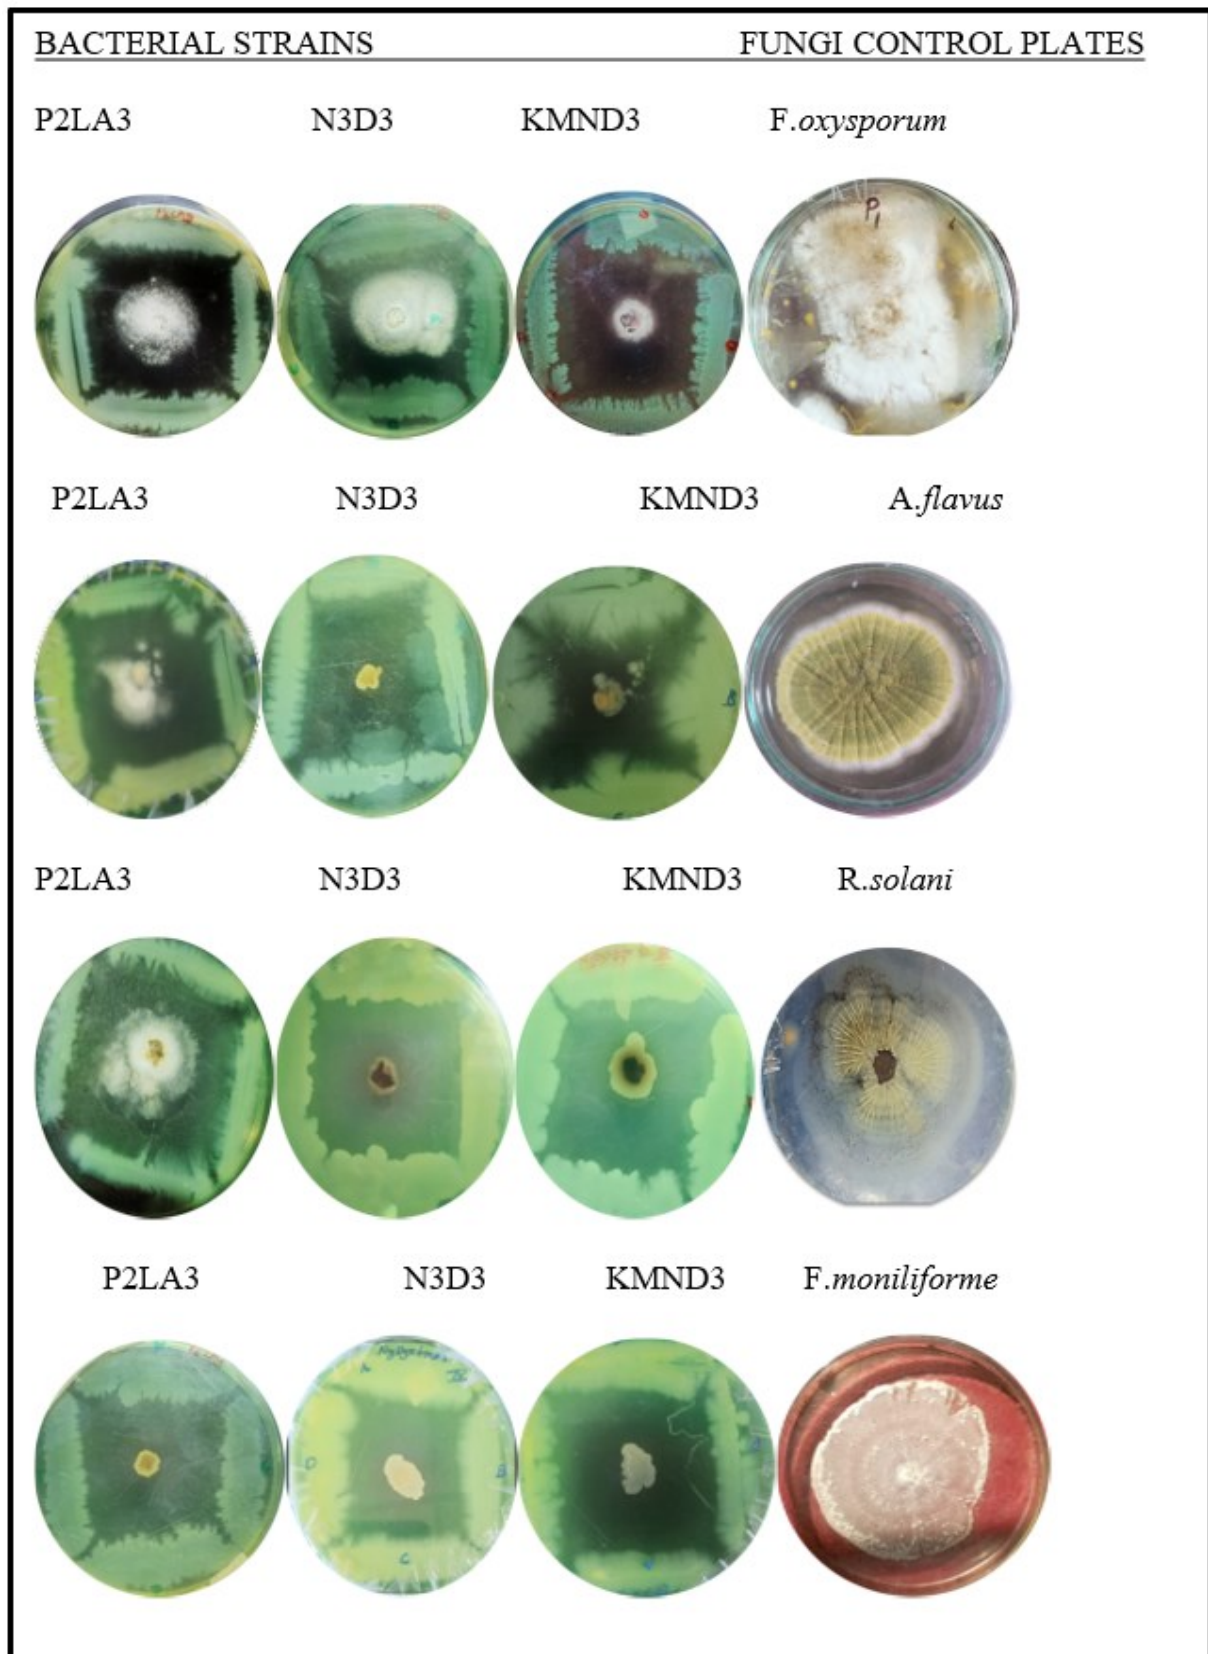 BACTERIAL STRAINS FUNGI CONTROL PLATES
P2LA3 N3D3 KMND3 F.oxysporum
P1
P2LA3 N3D3 KMND3 A.flavus
B
P2LA3 N3D3 KMND3 R.solani
P2LA3 N3D3 KMND3 F.moniliforme
A
D B
C